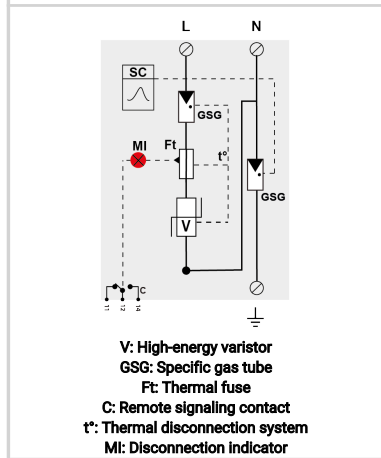 L N
SC
GSG
MI Ft t°
GSG
V
C
11 12 14
V: High-energy varistor
GSG: Specific gas tube
Ft: Thermal fuse
C: Remote signaling contact
t°: Thermal disconnection system
MI: Disconnection indicator